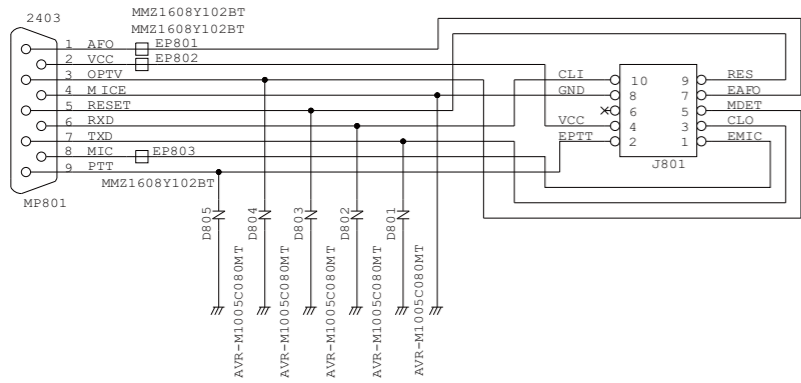 MMZ1608Y102BT
MMZ1608Y102BT
2403
1 AFO EP801
2 VCC EP802
3 OPTV
4 MICE
5 RESET
6 RXD
7 TXD
8 MIC EP803
9 PTT
MMZ1608Y102BT
MP801
CLI 10 9 RES
GND 8 7 EAFO
6 5 MDET
VCC 4 3 CLO
EPTT 2 1 EMIC
J801
D805
D804
D803
D802
D801
AVR-M1005C080MT
AVR-M1005C080MT
AVR-M1005C080MT
AVR-M1005C080MT
AVR-M1005C080MT